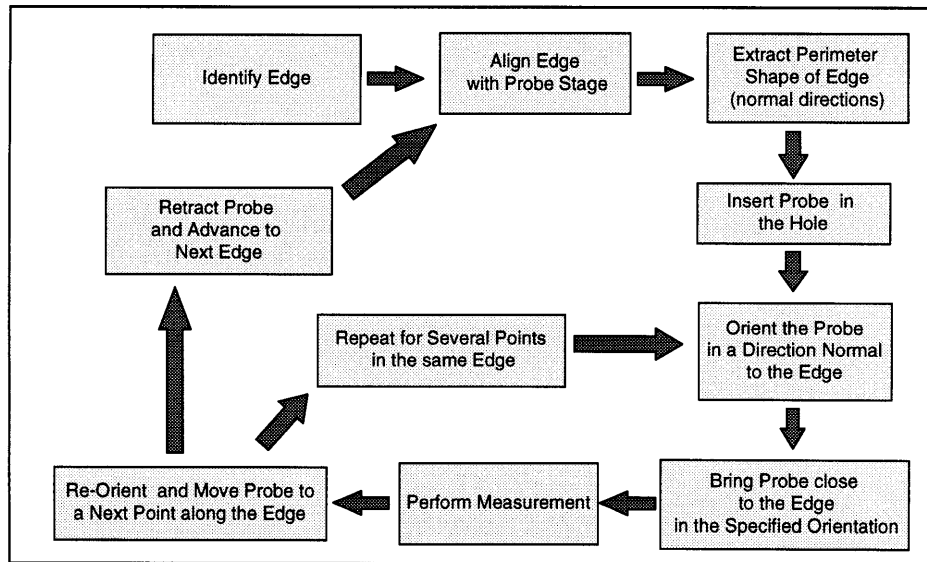 Identify Edge
Align Edge
with Probe Stage
Extract Perimeter
Shape of Edge
(normal directions)
Insert Probe in
the Hole
Orient the Probe
in a Direction Normal
to the Edge
Bring Probe close
to the Edge
in the Specified Orientation
Perform Measurement
Re-Orient and Move Probe to
a Next Point along the Edge
Repeat for Several Points
in the same Edge
Retract Probe
and Advance to
Next Edge